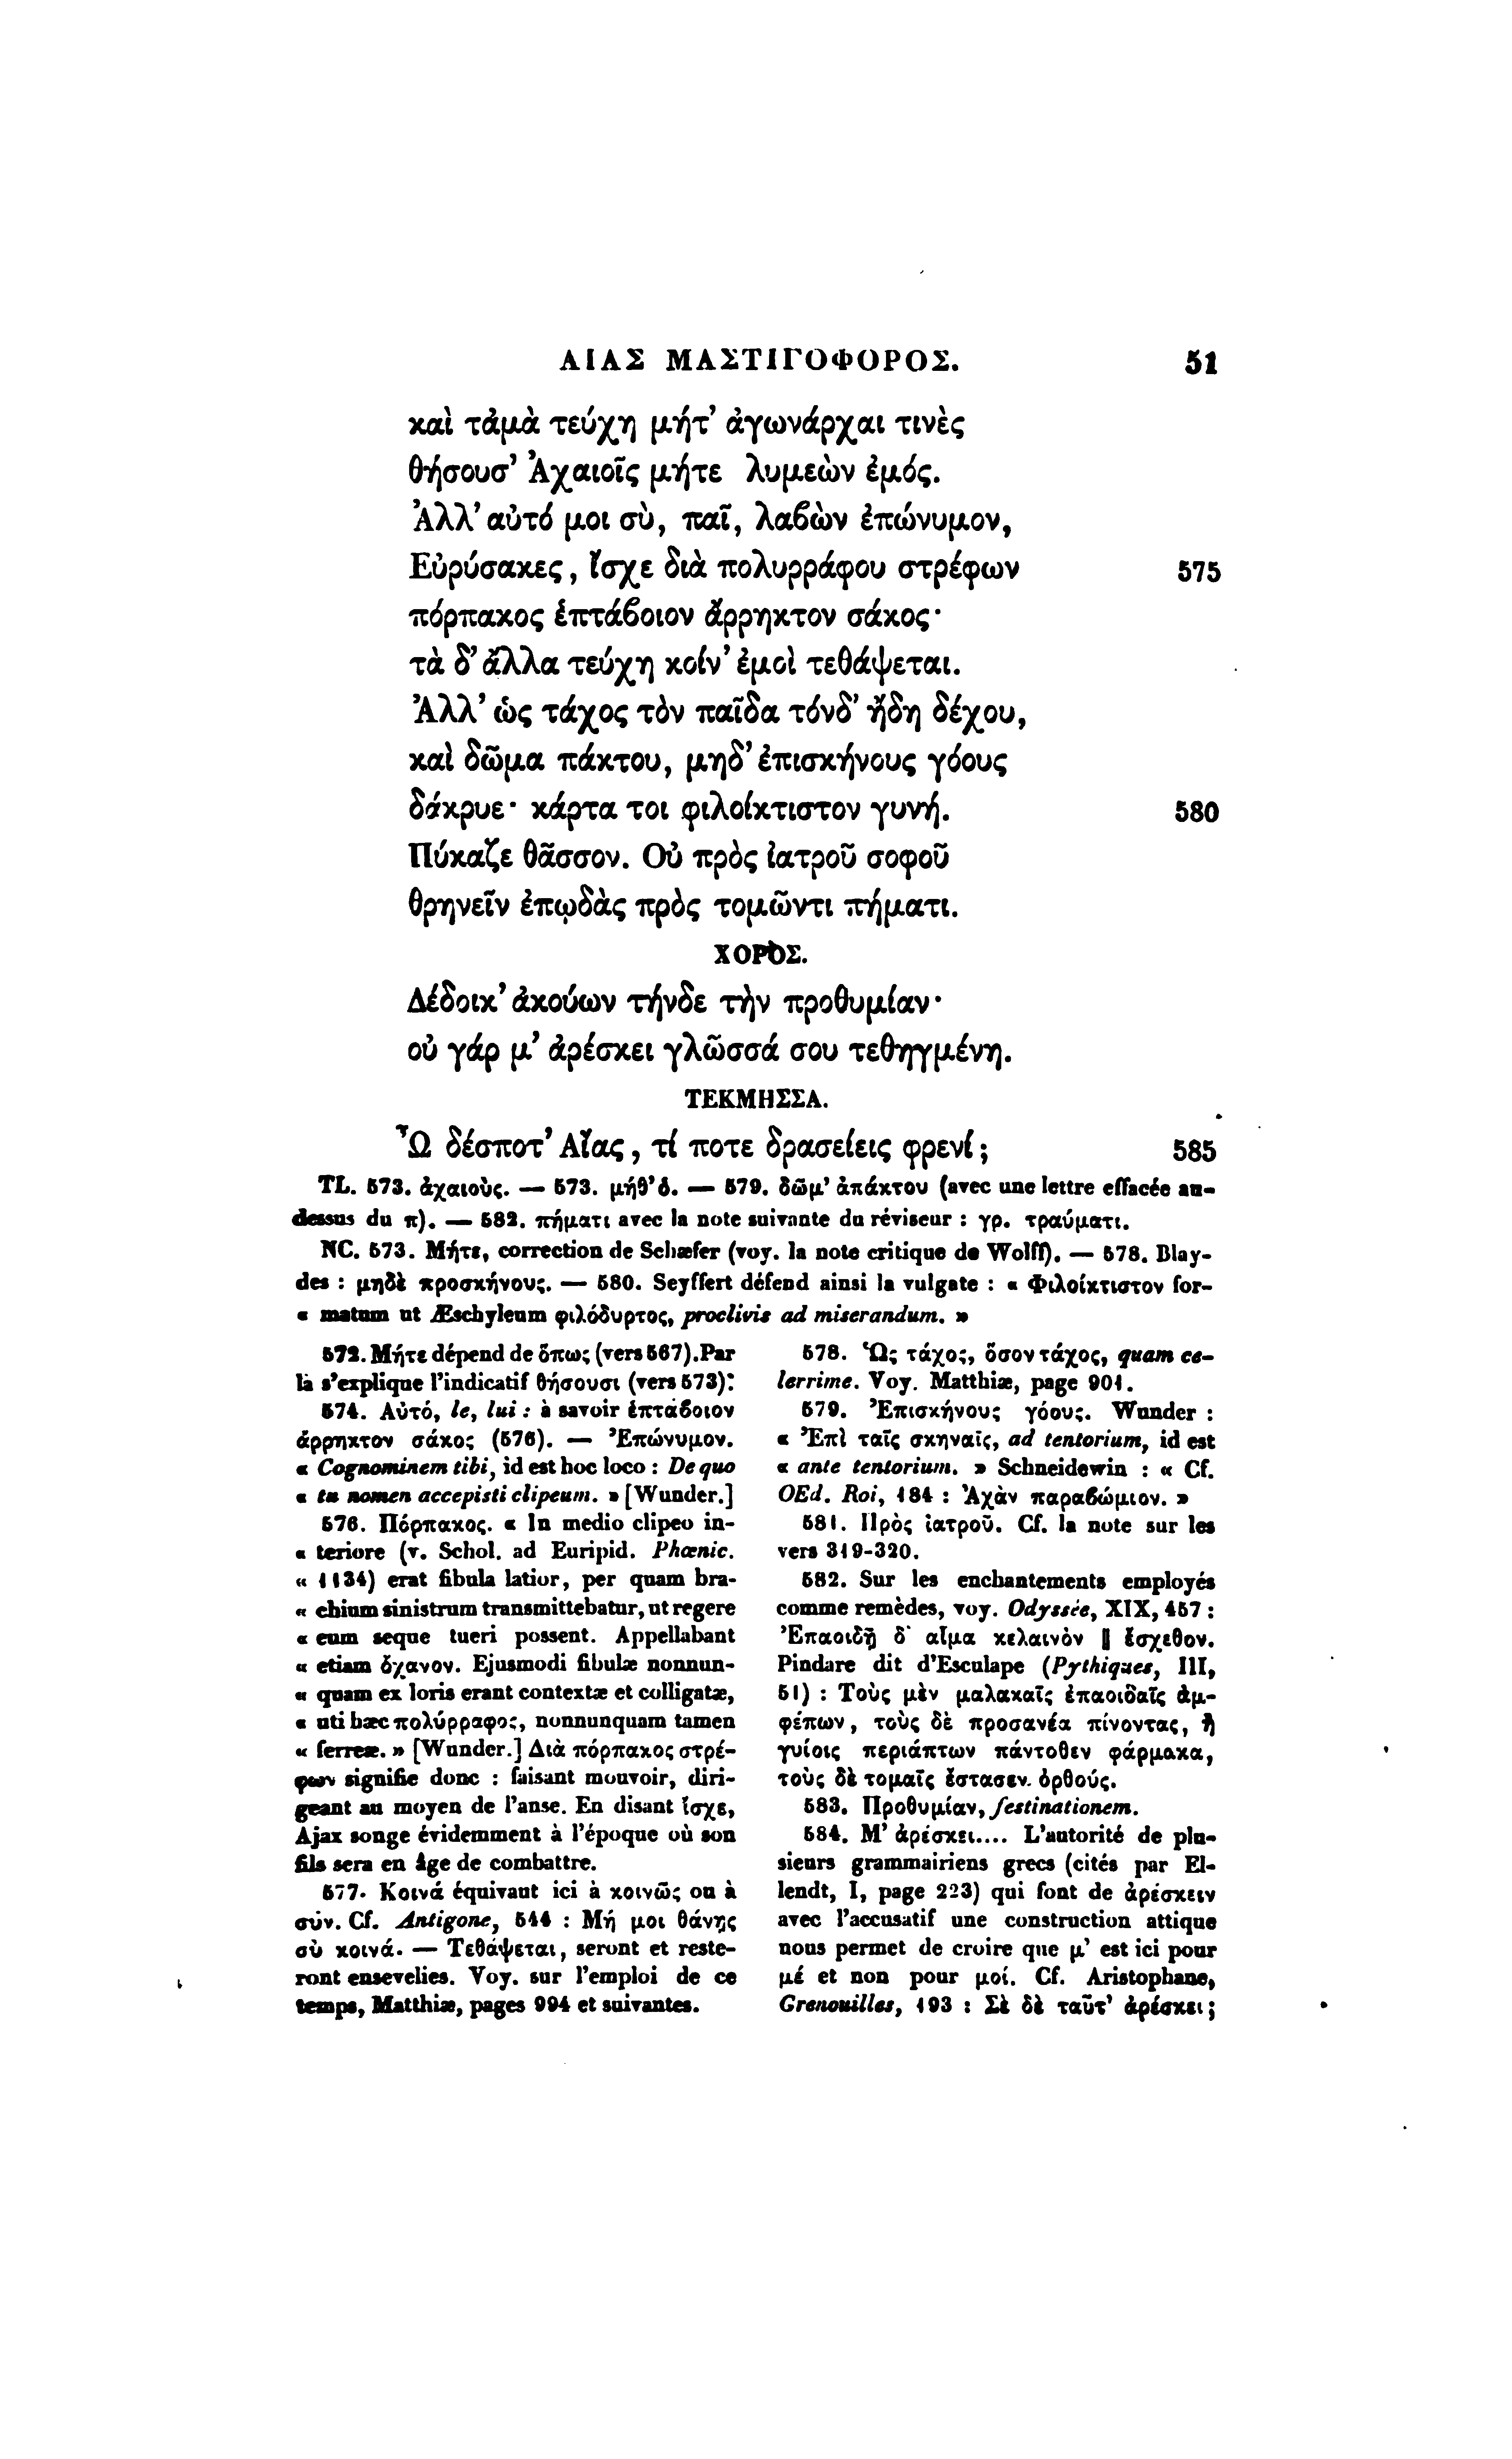 ΑΙΑΣ ΜΑΣΤΙΓΟΦΟΡΟΣ. 51
καὶ τἀμὰ τεύχη μήτ’ ἀγωνάρχαι τινὲς
θήσουσ’ Ἀχαιοῖς μήτε λυμεὼν ἐμός.
Ἀλλ’ αὐτό μοι σὺ, παῖ, λαϐὼν ἐπώνυμον,
Εὐρύσακες, ἴσχε διὰ πολυρράφου στρέφων 575
πόρπακος ἑπτάϐοιον ἄρρηκτον σάκος·
τὰ δ’ ἄλλα τεύχη κοίν’ ἐμοὶ τεθάψεται.
Ἀλλ’ ὡς τάχος τὸν παῖδα τόνδ’ ἤδη δέχου,
καὶ δῶμα πάκτου, μηδ’ ἐπισκήνους γόους
δάκρυε· κάρτα τοι φιλοίκτιστον γυνή. 580
Πύκαζε θᾶσσον. Οὐ πρὸς ἰατροῦ σοφοῦ
θρηνεῖν ἐπῳδὰς πρὸς τομῶντι πήματι.
ΧΟΡΟΣ.
Δέδοικ’ ἀκούων τήνδε τὴν προθυμίαν·
οὐ γάρ μ’ ἀρέσκει γλῶσσά σου τεθηγμένη.
ΤΕΚΜΗΣΣΑ.
Ὦ δέσποτ’ Αἴας, τί ποτε δρασείεις φρενί; 585
TL. 573. ἀχαιούς. — 573. μήθ’ ὁ. — 579. δῶμ’ ἀπάκτου (avec une lettre effacée au-
dessus du π). — 582. πήματι avec la note suivante du réviseur : γρ. τραύματι.
NC. 573. Μήτε, correction de Schæfer (voy. la note critique de Wolff). — 578. Blay-
des : μηδὲ προσκήνους. — 580. Seyffert défend ainsi la vulgate : « Φιλοίκτιστον for-
« matum ut Æschyleum φιλόδυρτος, proclivis ad miserandum. »
572. Μήτε dépend de ὅπως (vers 567). Par
là s’explique l’indicatif θήσουσι (vers 573):
574. Αὐτό, le, lui : à savoir ἑπτάϐοιον
ἄρρηκτον σάκος (576). — Ἐπώνυμον.
« Cognominem tibi, id est hoc loco : De quo
« tu nomen accepisti clipeum. » [Wunder.]
576. Πόρπακος. « In medio clipeo in-
« teriore (v. Schol. ad Euripid. Phœnic.
« 1134) erat fibula latior, per quam bra-
« chium sinistrum transmittebatur, ut regere
« eum seque tueri possent. Appellabant
« etiam ὄχανον. Ejusmodi fibulæ nonnun-
« quam ex loris erant contextæ et colligatæ,
« uti hæc πολύρραφος, nonnunquam tamen
« ferreæ. » [Wunder.] Διὰ πόρπακος στρέ-
φων signifie donc : faisant mouvoir, diri-
geant au moyen de l’anse. En disant ἴσχε,
Ajax songe évidemment à l’époque où son
fils sera en âge de combattre.
577. Κοινά équivaut ici à κοινῶς ou à
σύν. Cf. Antigone, 544 : Μή μοι θάνῃς
σὺ κοινά. — Τεθάψεται, seront et reste-
ront ensevelies. Voy. sur l’emploi de ce
temps, Matthiæ, pages 994 et suivantes.
578. Ὡς τάχος, ὅσον τάχος, quam ce-
lerrime. Voy. Matthiæ, page 901.
579. Ἐπισκήνους γόους. Wunder :
« Ἐπὶ ταῖς σκηναῖς, ad tentorium, id est
« ante tentorium. » Schneidewin : « Cf.
OEd. Roi, 184 : Ἀχὰν παραϐώμιον. »
581. Πρὸς ἰατροῦ. Cf. la note sur les
vers 319-320.
582. Sur les enchantements employés
comme remèdes, voy. Odyssée, XIX, 457 :
Ἐπαοιδῇ δ’ αἷμα κελαινὸν || ἔσχεθον.
Pindare dit d’Esculape (Pythiques, III,
51) : Τοὺς μὲν μαλακαῖς ἐπαοιδαῖς ἀμ-
φέπων, τοὺς δὲ προσανέα πίνοντας, ἢ
γυίοις περιάπτων πάντοθεν φάρμακα,
τοὺς δὲ τομαῖς ἔστασεν ὀρθούς.
583. Προθυμίαν, festinationem.
584. Μ’ ἀρέσκει.... L’autorité de plu-
sieurs grammairiens grecs (cités par El-
lendt, I, page 223) qui font de ἀρέσκειν
avec l’accusatif une construction attique
nous permet de croire que μ’ est ici pour
μέ et non pour μοί. Cf. Aristophane,
Grenouilles, 103 : Σὲ δὲ ταῦτ’ ἀρέσκει;